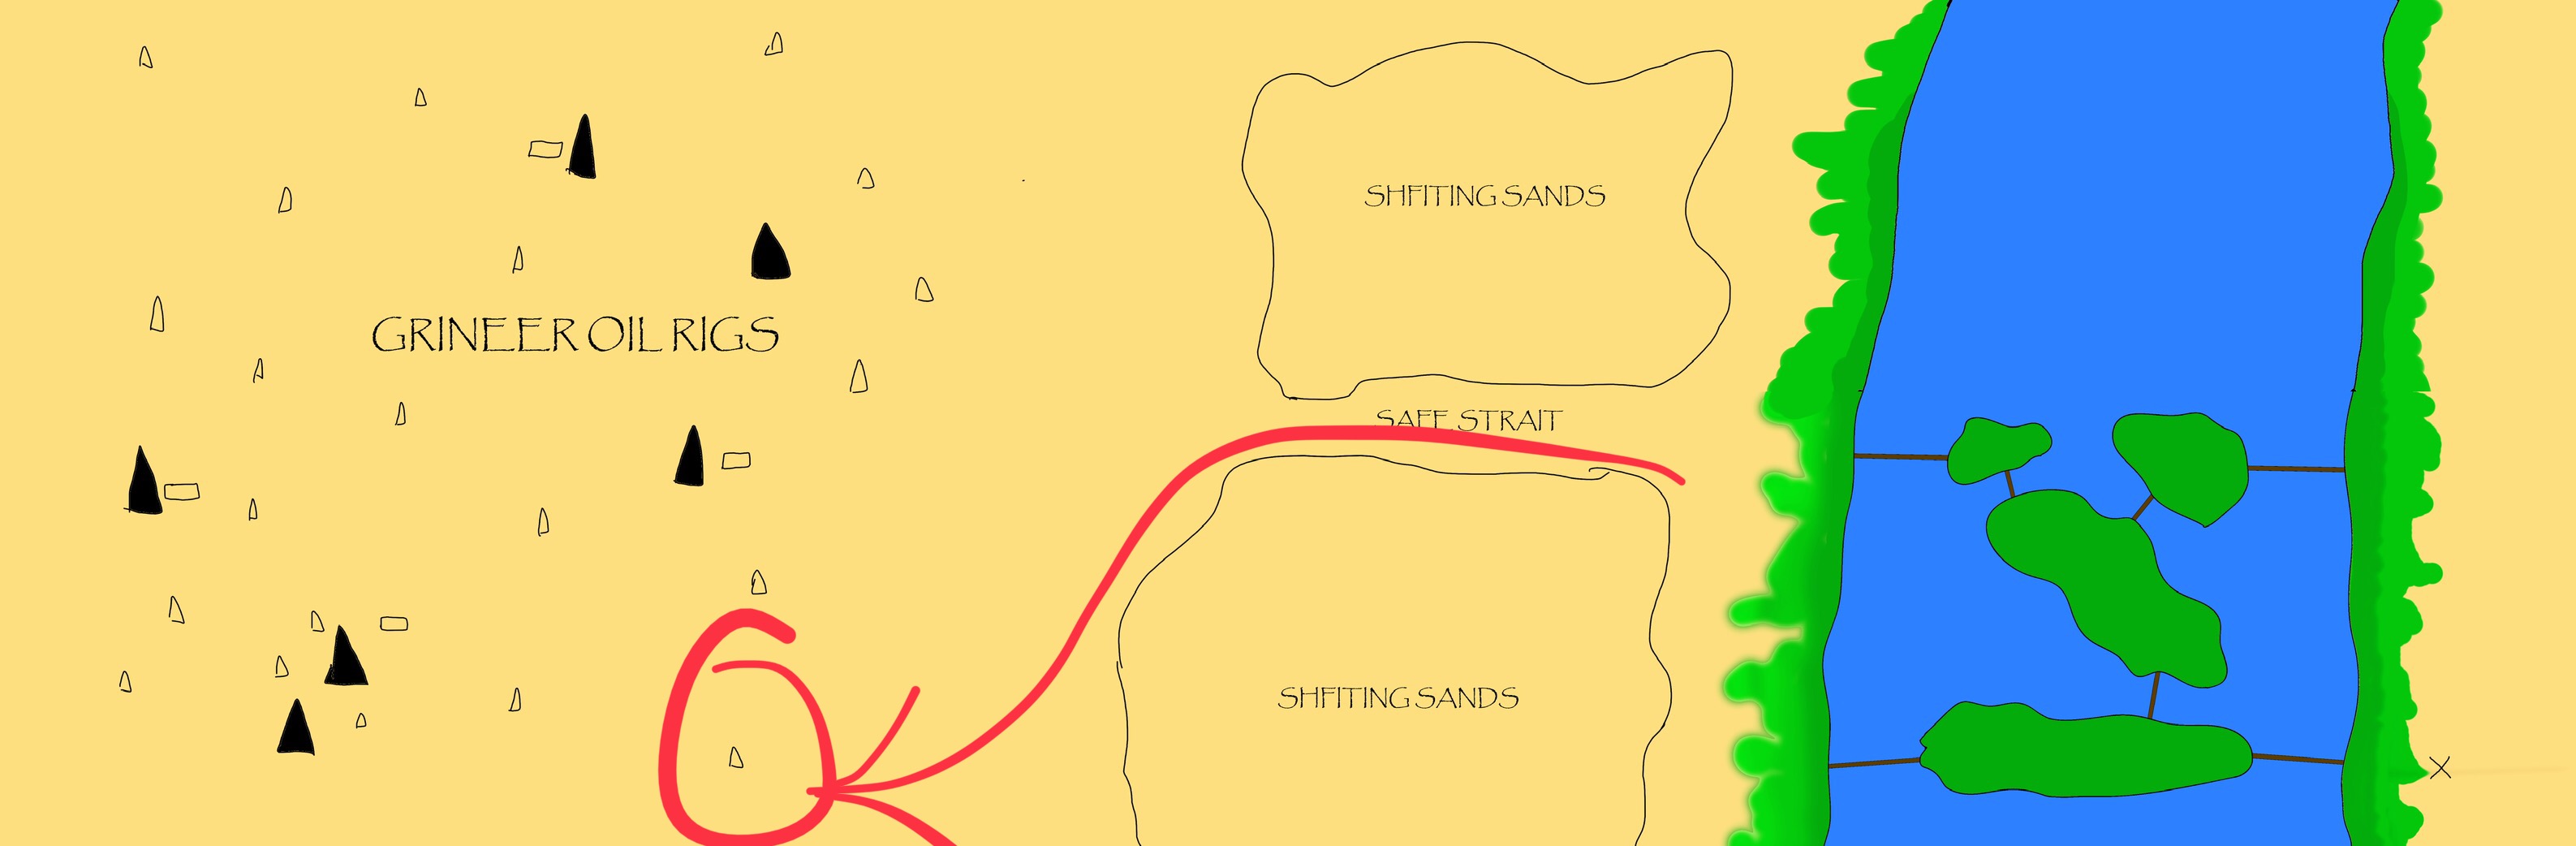 SHFITING SANDS
GRINEER OIL RIGS
SAFE STRAIT
SHFITING SANDS
X